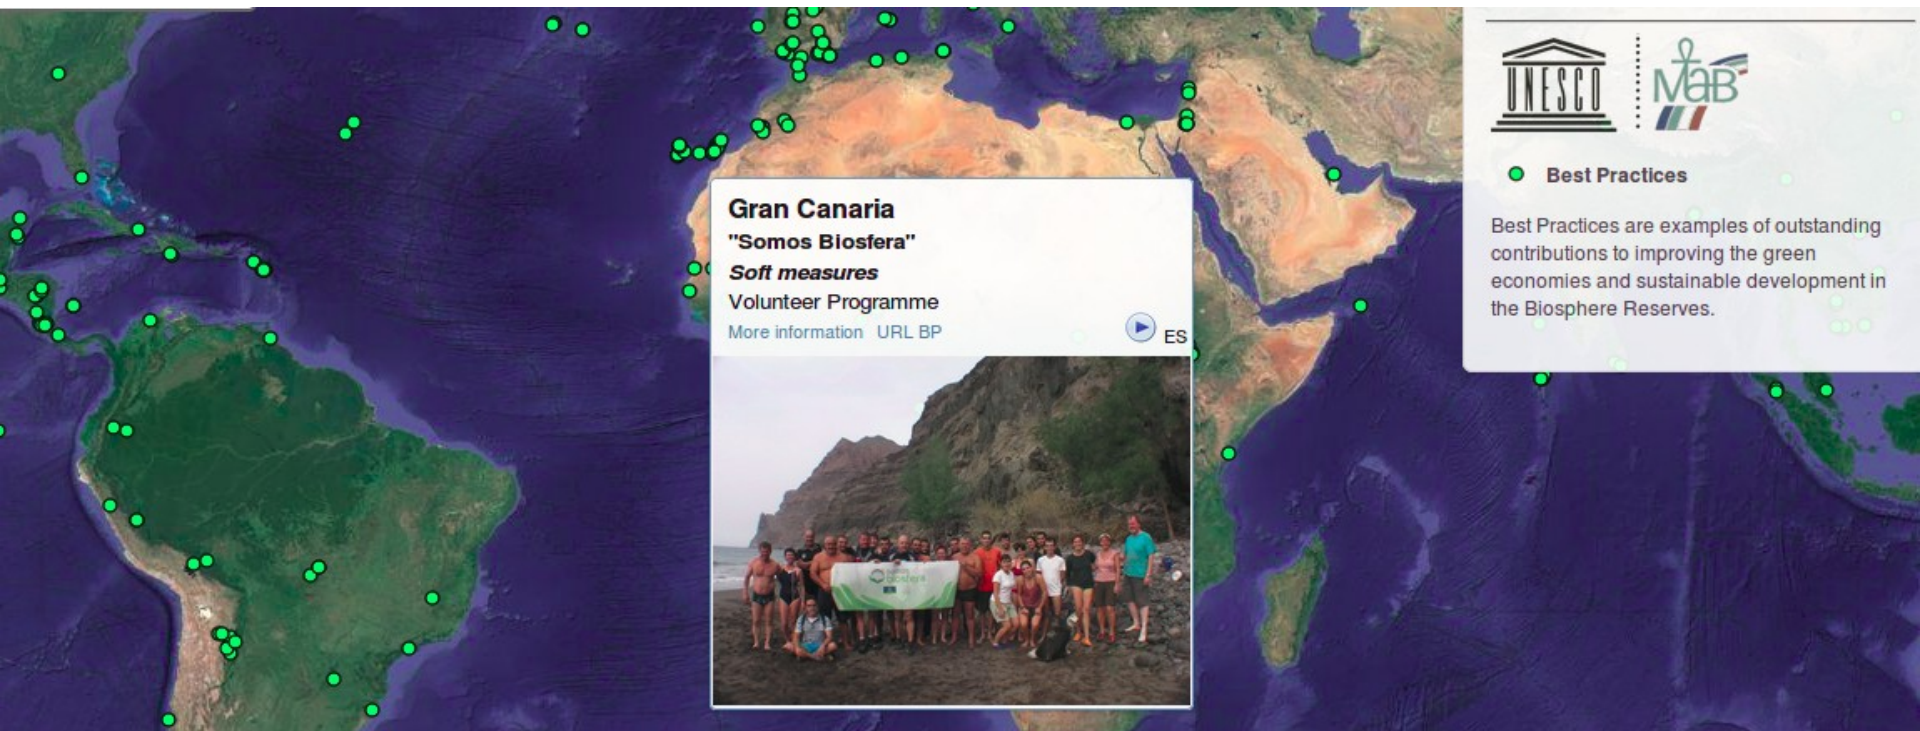 Gran Canaria
"Somos Biosfera"
Soft measures
Volunteer Programme
More information URL BP
ES
biosfera
UNESCO
MaB
Best Practices
Best Practices are examples of outstanding
contributions to improving the green
economies and sustainable development in
the Biosphere Reserves.